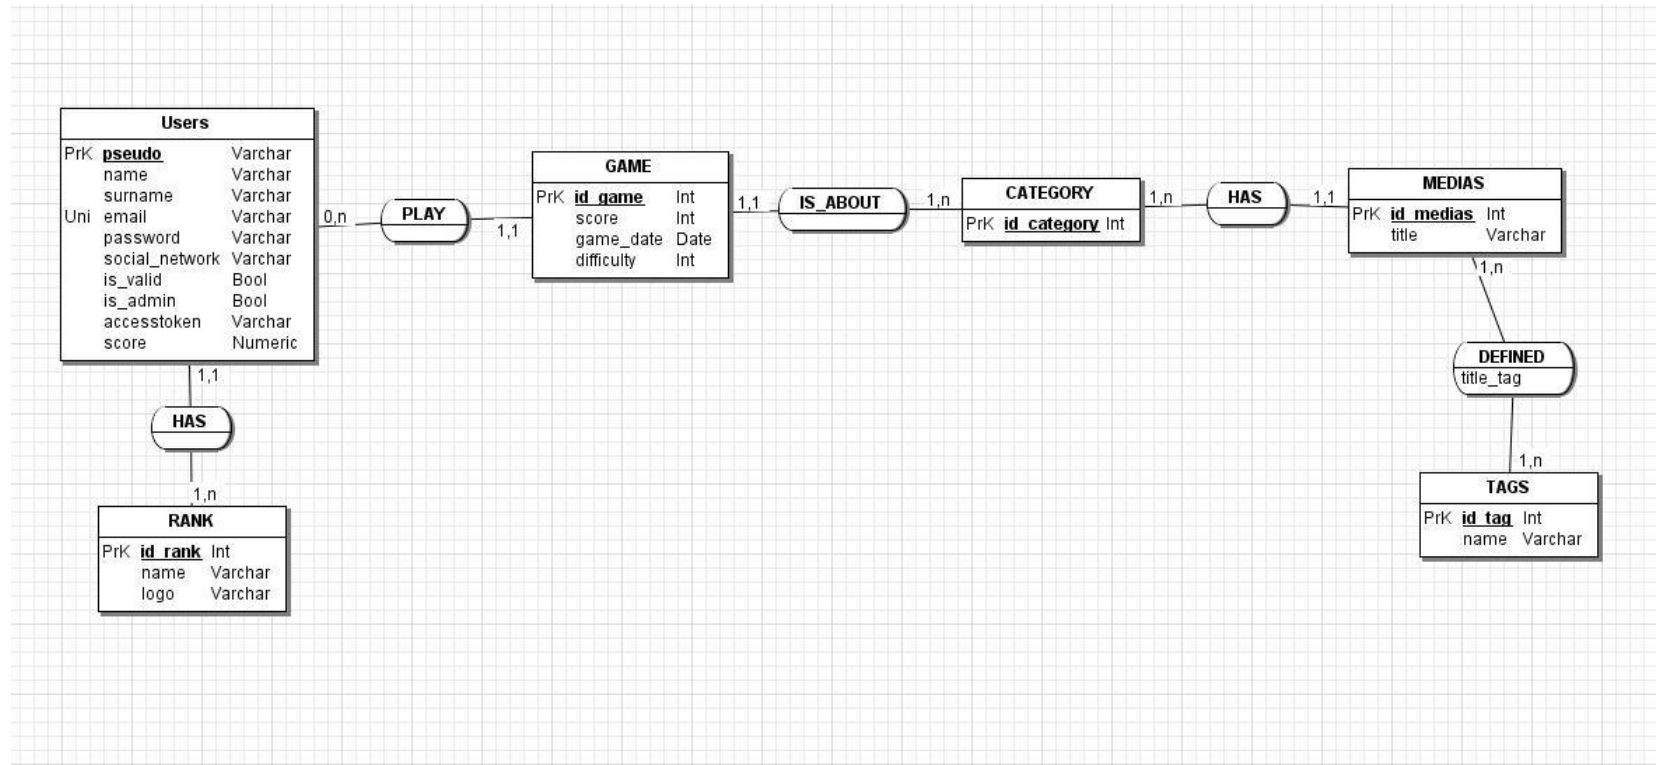 Users
PrK pseudo Varchar
name Varchar
surname Varchar
Uni email Varchar
password Varchar
social_network Varchar
is_valid Bool
is_admin Bool
accesstoken Varchar
score Numeric
0,n
PLAY
1,1
GAME
PrK id_game Int
score Int
game_date Date
difficulty Int
1,1
IS_ABOUT
1,n
CATEGORY
PrK id_category Int
1,n
HAS
1,1
MEDIAS
PrK id_medias Int
title Varchar
1,n
DEFINED
title_tag
1,n
TAGS
PrK id_tag Int
name Varchar
1,1
HAS
1,n
RANK
PrK id_rank Int
name Varchar
logo Varchar